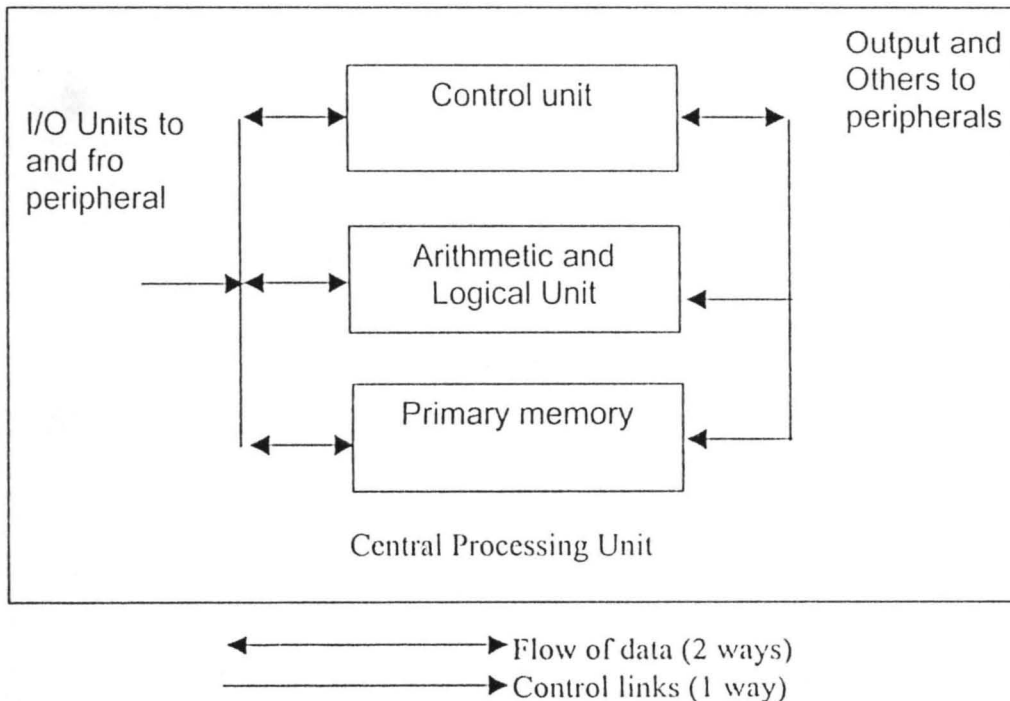 Output and
Others to
peripherals
Control unit
I/O Units to
and fro
peripheral
Arithmetic and
Logical Unit
Primary memory
Central Processing Unit
Flow of data (2 ways)
Control links (1 way)